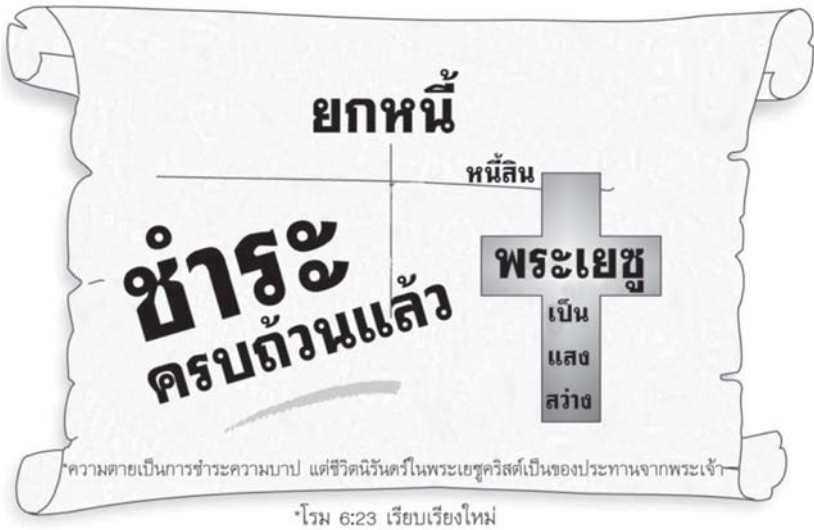 ยกหนี้
หนี้สิน
ชำระ
ครบถ้วนแล้ว
พระเยซู
เป็น
แสง
สว่าง
*ความตายเป็นการชำระความบาป แต่ชีวิตนิรันดร์ในพระเยซูคริสต์เป็นของประทานจากพระเจ้า
*โรม 6:23 เรียบเรียงใหม่